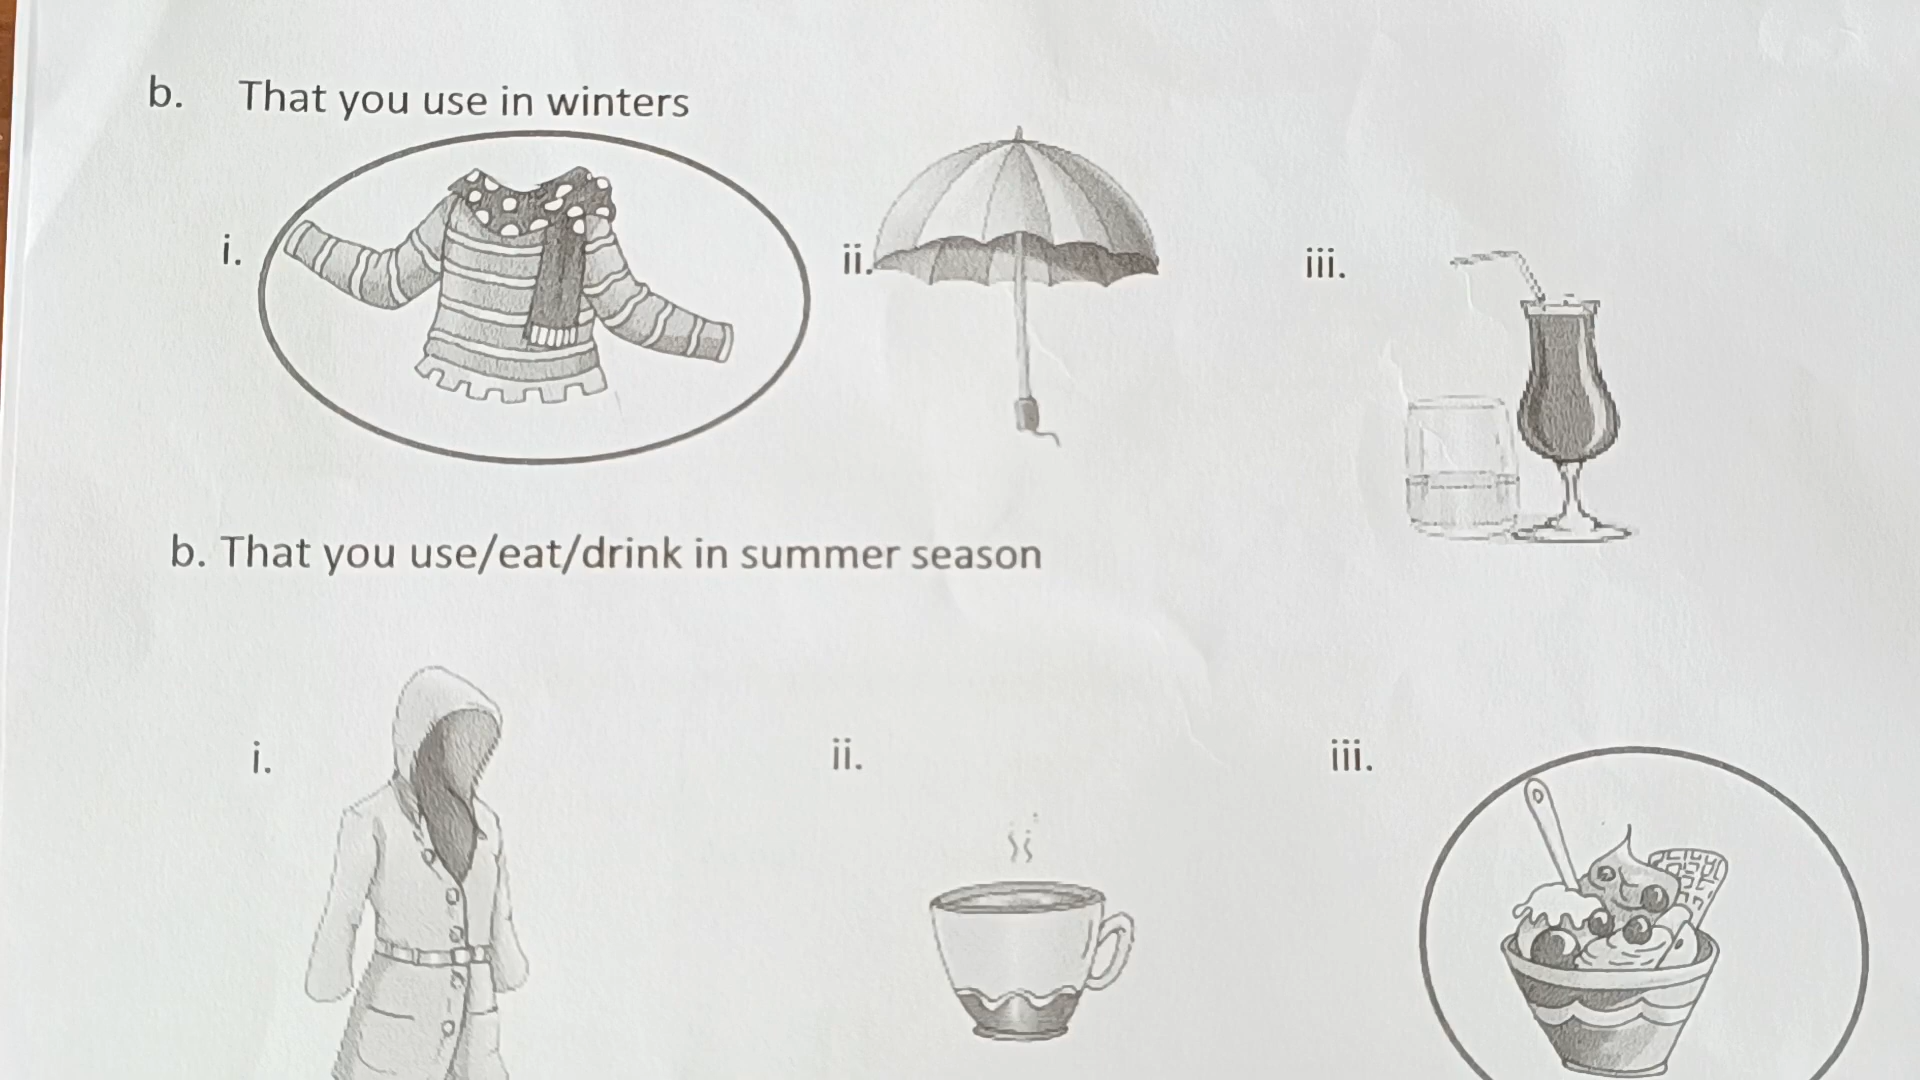 b. That you use in winters
i. ii. iii.
b. That you use/eat/drink in summer season
i. ii. iii.